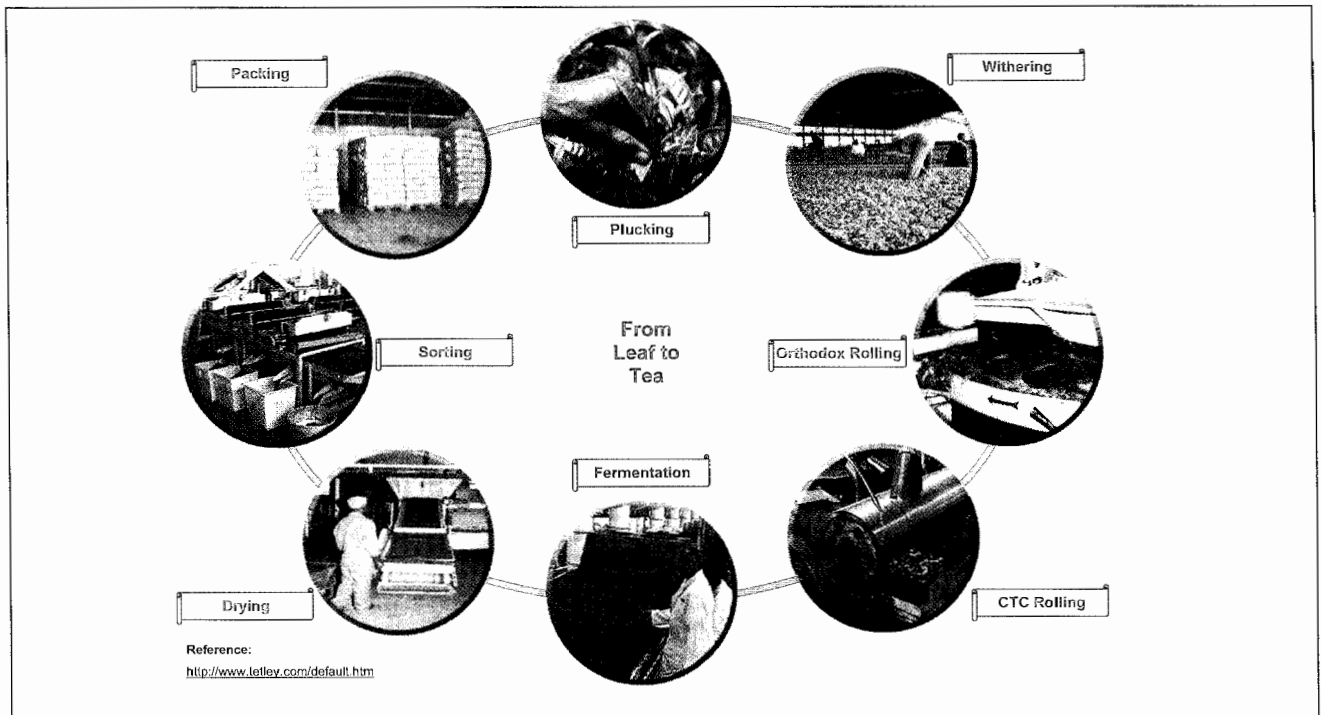 Packing
Withering
Plucking
From
Leaf to
Tea
Sorting
Orthodox Rolling
Fermentation
Drying
CTC Rolling
Reference:
http://www.tetley.com/default.htm